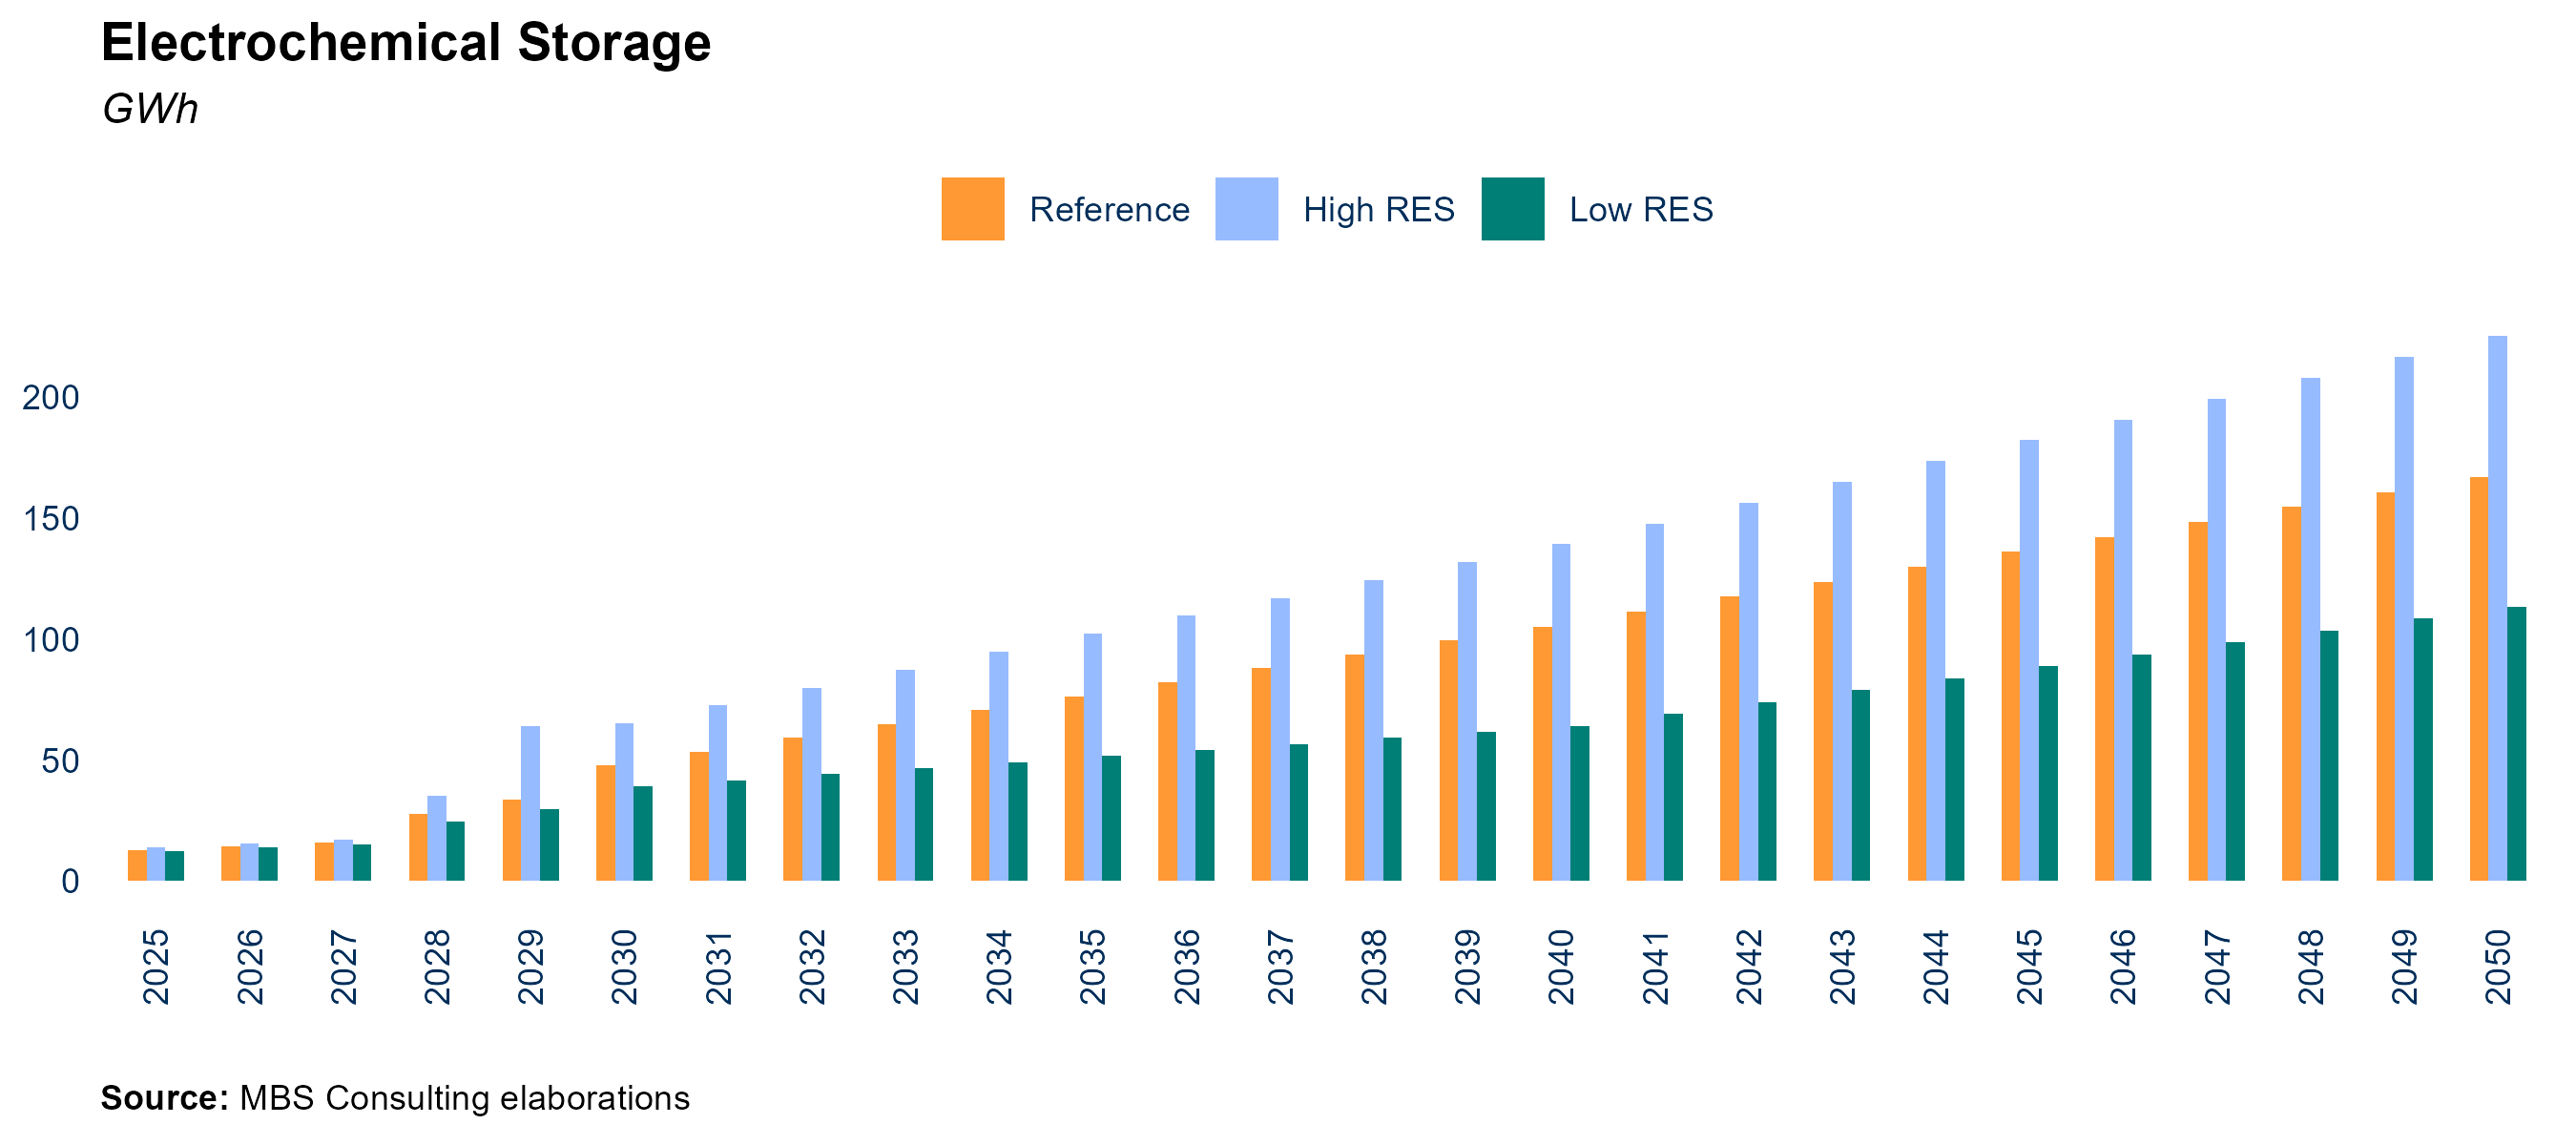 Electrochemical Storage
GWh
Reference High RES Low RES
200
150
100
50
0
2025 2026 2027 2028 2029 2030 2031 2032 2033 2034 2035 2036 2037 2038 2039 2040 2041 2042 2043 2044 2045 2046 2047 2048 2049 2050
Source: MBS Consulting elaborations